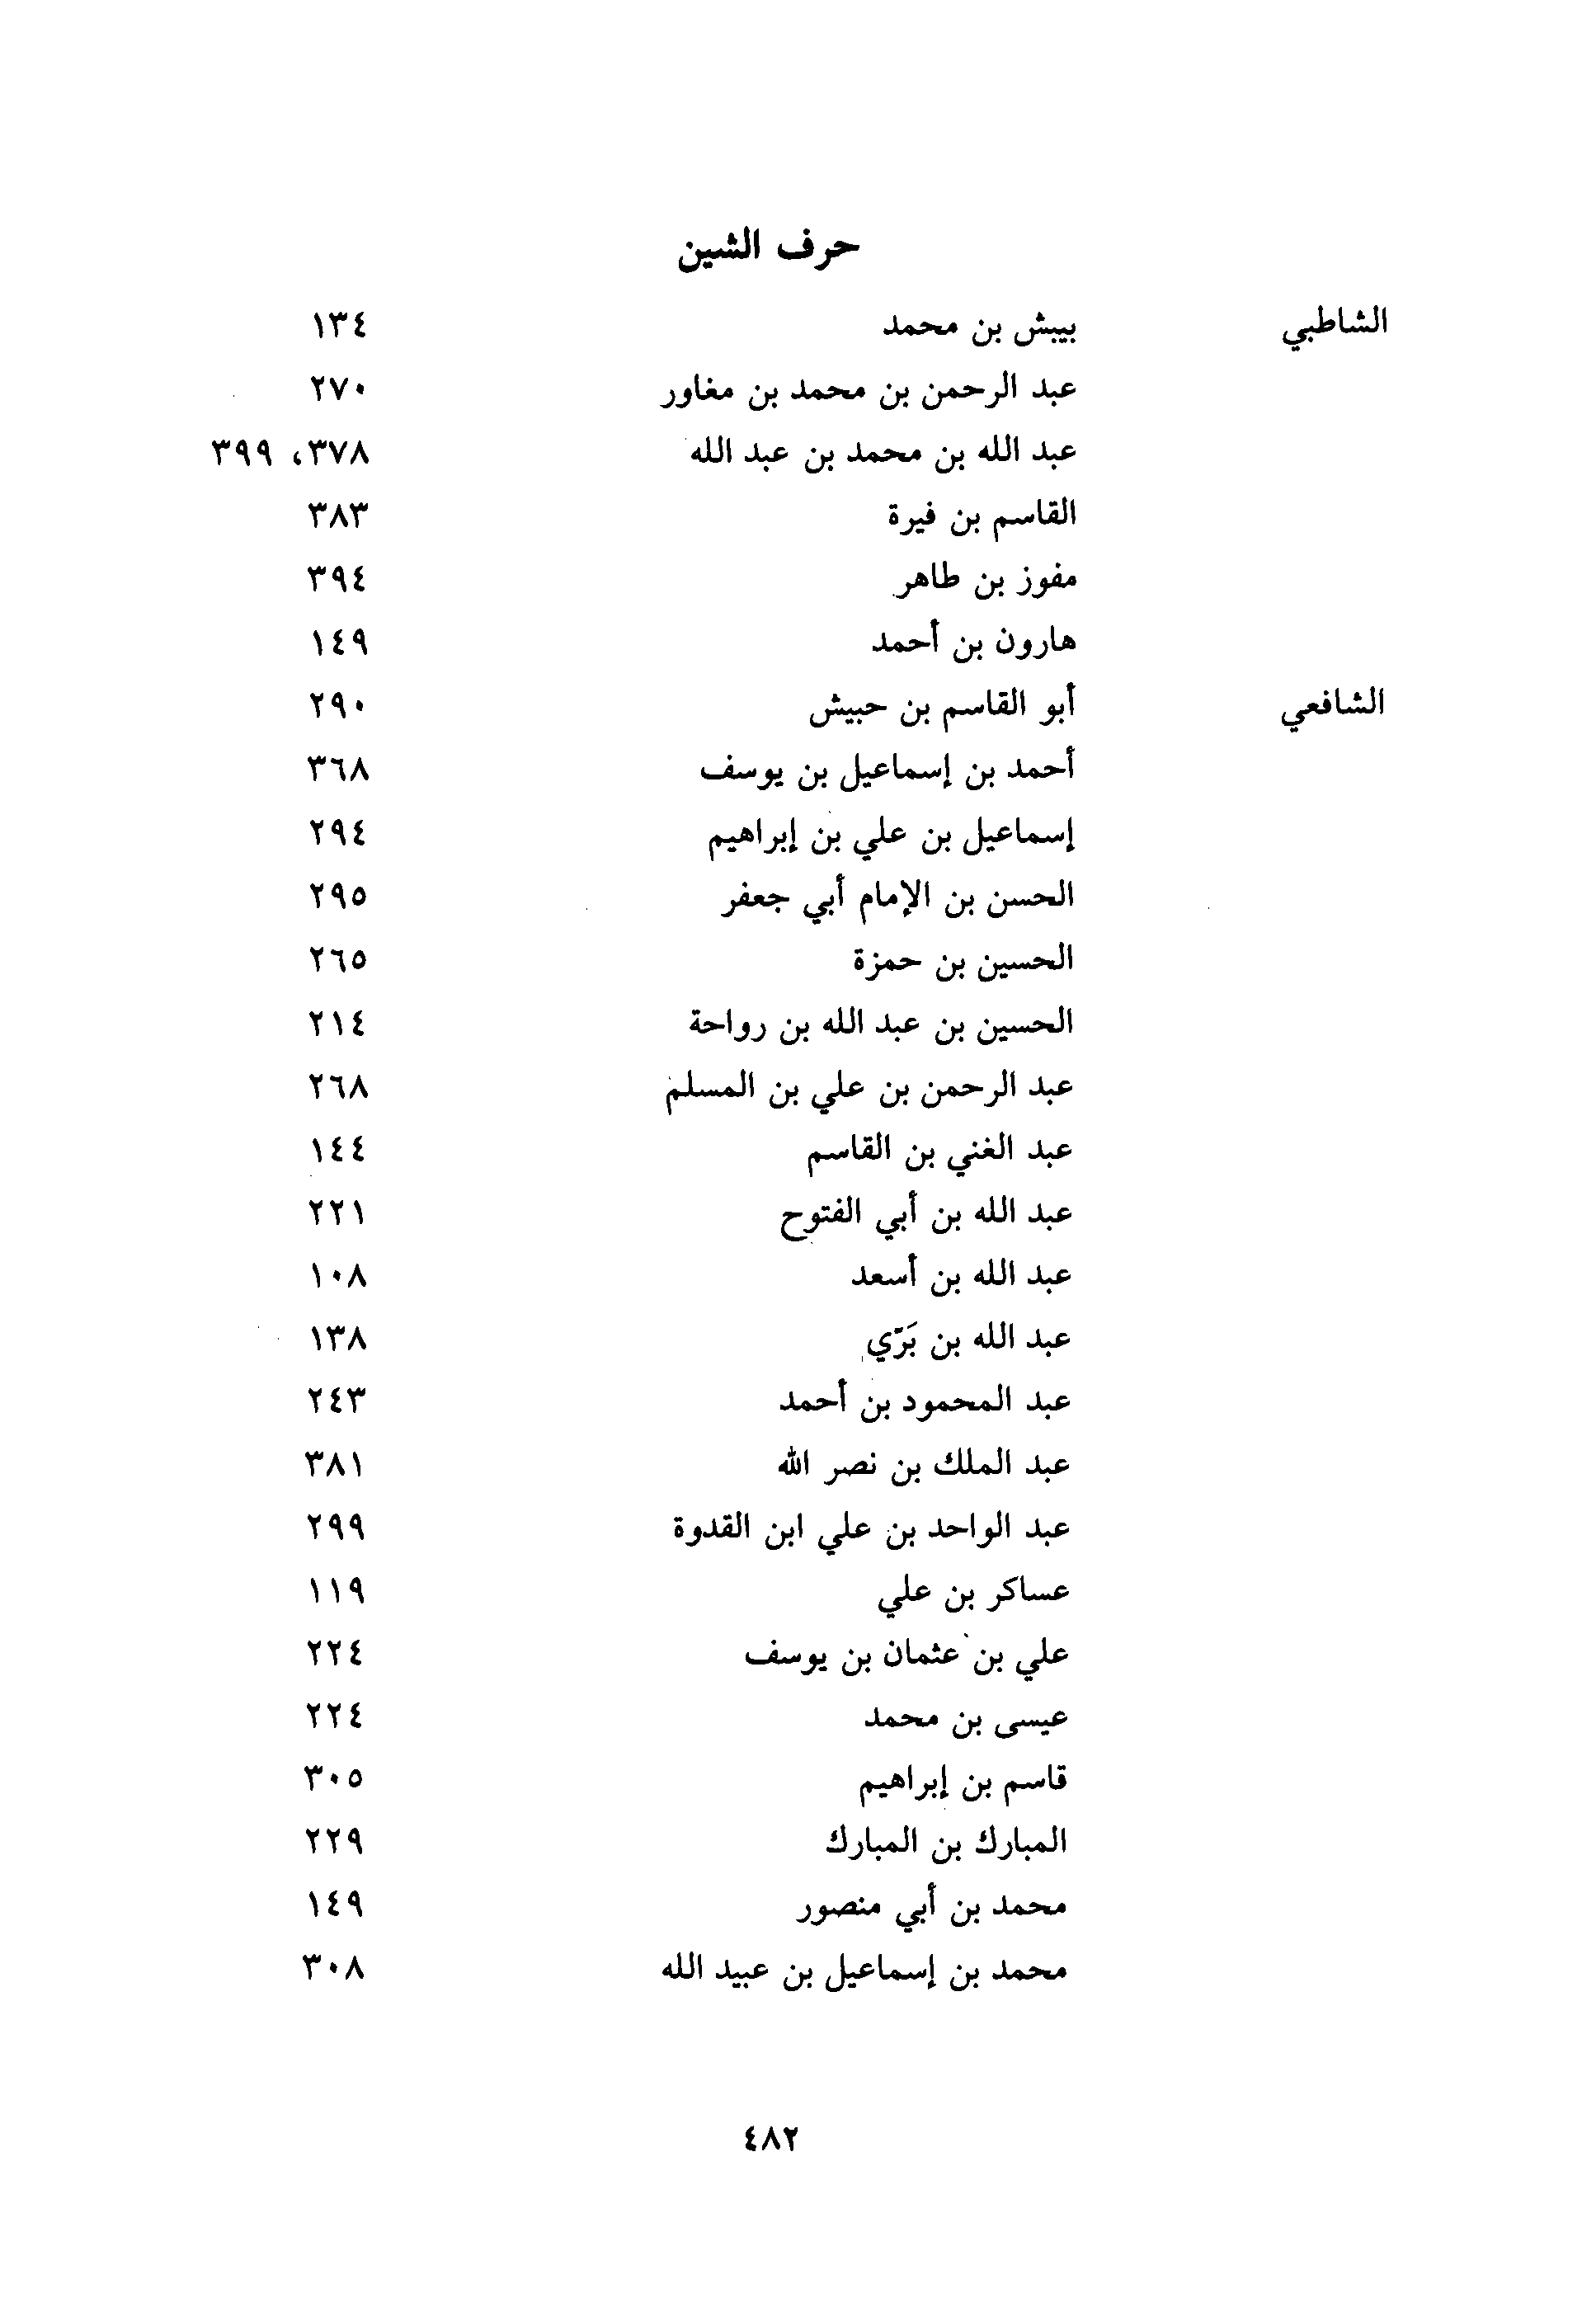 حرف الشين
الشاطبي بيبش بن محمد ١٣٤
عبد الرحمن بن محمد بن مغاور ٢٧٠
عبد الله بن محمد بن عبد الله ٣٧٨، ٣٩٩
القاسم بن فيرة ٣٨٣
مفوز بن طاهر ٣٩٤
هارون بن أحمد ١٤٩
الشافعي أبو القاسم بن حبيش ٢٩٠
أحمد بن إسماعيل بن يوسف ٣٦٨
إسماعيل بن علي بن إبراهيم ٢٩٤
الحسن بن الإمام أبي جعفر ٢٩٥
الحسين بن حمزة ٢٦٥
الحسين بن عبد الله بن رواحة ٢١٤
عبد الرحمن بن علي بن المسلم ٢٦٨
عبد الغني بن القاسم ١٤٤
عبد الله بن أبي الفتوح ٢٢١
عبد الله بن أسعد ١٠٨
عبد الله بن بَرّي ١٣٨
عبد المحمود بن أحمد ٢٤٣
عبد الملك بن نصر الله ٣٨١
عبد الواحد بن علي ابن القدوة ٢٩٩
عساكر بن علي ١١٩
علي بن عثمان بن يوسف ٢٢٤
عيسى بن محمد ٢٢٤
قاسم بن إبراهيم ٣٠٥
المبارك بن المبارك ٢٢٩
محمد بن أبي منصور ١٤٩
محمد بن إسماعيل بن عبيد الله ٣٠٨
٤٨٢